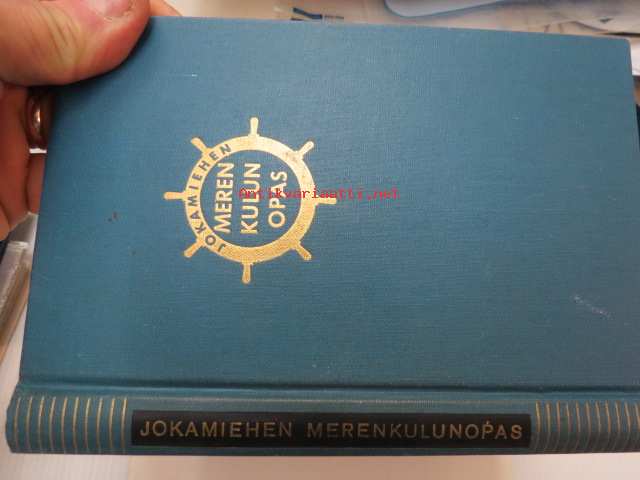 JOKAMIEHEN
MEREN
KULUN
OPAS
Antikvariaatti.net
JOKAMIEHEN MERENKULUNOPAS